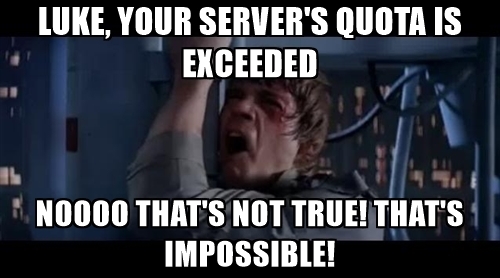 LUKE, YOUR SERVER'S QUOTA IS
EXCEEDED
NOOOO THAT'S NOT TRUE! THAT'S
IMPOSSIBLE!